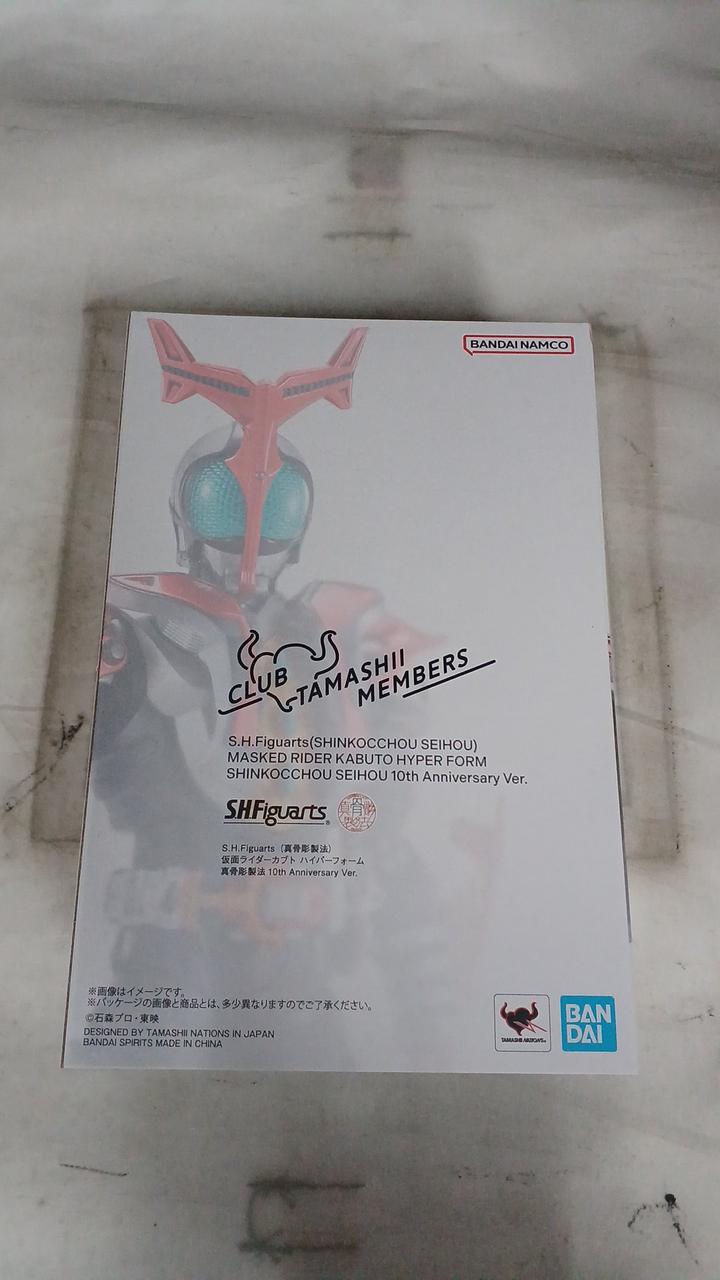 BANDAI NAMCO
CLUB TAMASHII MEMBERS
S.H.Figuarts(SHINKOCCHOU SEIHOU)
MASKED RIDER KABUTO HYPER FORM
SHINKOCCHOU SEIHOU 10th Anniversary Ver.
S.H.Figuarts®
S.H.Figuarts（真骨彫製法）
仮面ライダーカブト ハイパーフォーム
真骨彫製法 10th Anniversary Ver.
※画像はイメージです。
※パッケージの画像と商品とは、多少異なりますのでご了承ください。
©石森プロ・東映
DESIGNED BY TAMASHII NATIONS IN JAPAN
BANDAI SPIRITS MADE IN CHINA
TAMASHII NATIONS
BAN
DAI